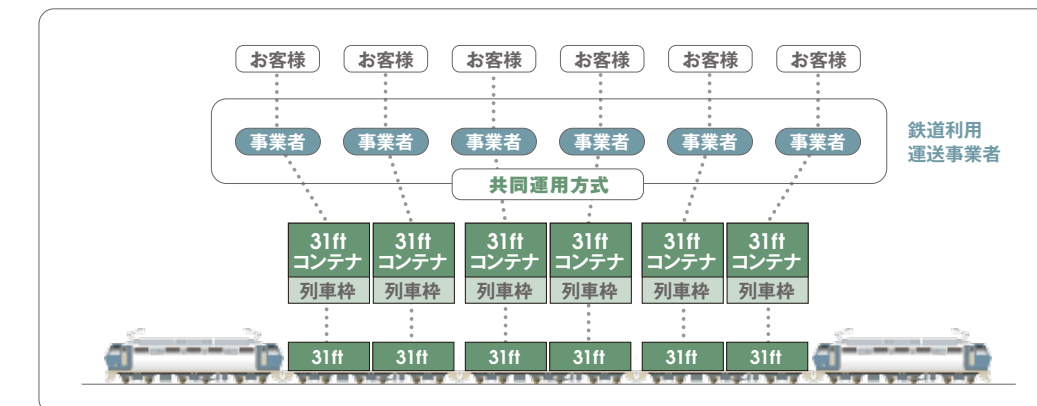 お客様 お客様 お客様 お客様 お客様 お客様
事業者 事業者 事業者 事業者 事業者 事業者
鉄道利用
運送事業者
共同運用方式
31ft 31ft 31ft 31ft 31ft 31ft
コンテナ コンテナ コンテナ コンテナ コンテナ コンテナ
列車枠 列車枠 列車枠 列車枠 列車枠 列車枠
31ft 31ft 31ft 31ft 31ft 31ft